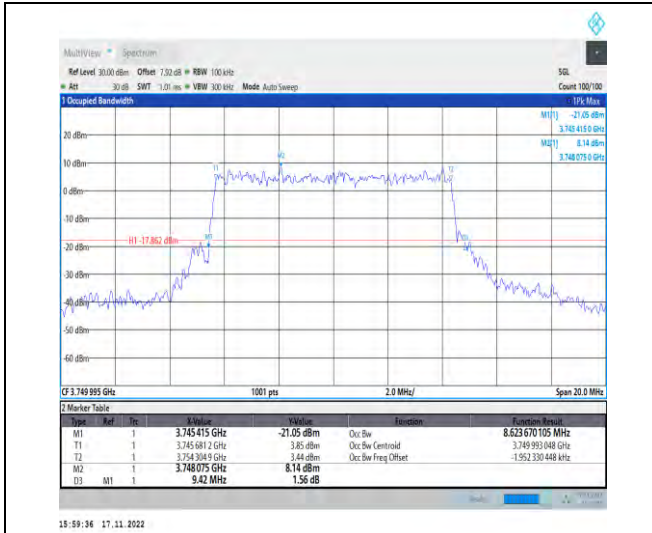 MultiView Spectrum
Ref Level 30.00 dBm Offset 7.92 dB RBW 100 kHz SGL
Att 30 dB SWT 1.01 ms VBW 300 kHz Mode Auto Sweep Count 100/100
1 Occupied Bandwidth 1Pk Max
M1[1] -21.05 dBm
3.745 415 0 GHz
M2[1] 8.14 dBm
3.748 075 0 GHz
20 dBm
10 dBm
0 dBm
-10 dBm
-20 dBm
-30 dBm
-40 dBm
-50 dBm
-60 dBm
T1
M2
T2
H1 -17.862 dBm
M1
D3
CF 3.749 995 GHz 1001 pts 2.0 MHz/ Span 20.0 MHz
2 Marker Table
Type Ref Trc X-Value Y-Value Function Function Result
M1 1 3.745 415 GHz -21.05 dBm Occ Bw 8.623 670 105 MHz
T1 1 3.745 681 2 GHz 3.85 dBm Occ Bw Centroid 3.749 993 048 GHz
T2 1 3.754 304 9 GHz 3.44 dBm Occ Bw Freq Offset -1.952 330 448 kHz
M2 1 3.748 075 GHz 8.14 dBm
D3 M1 1 9.42 MHz 1.56 dB
15:59:36 17.11.2022